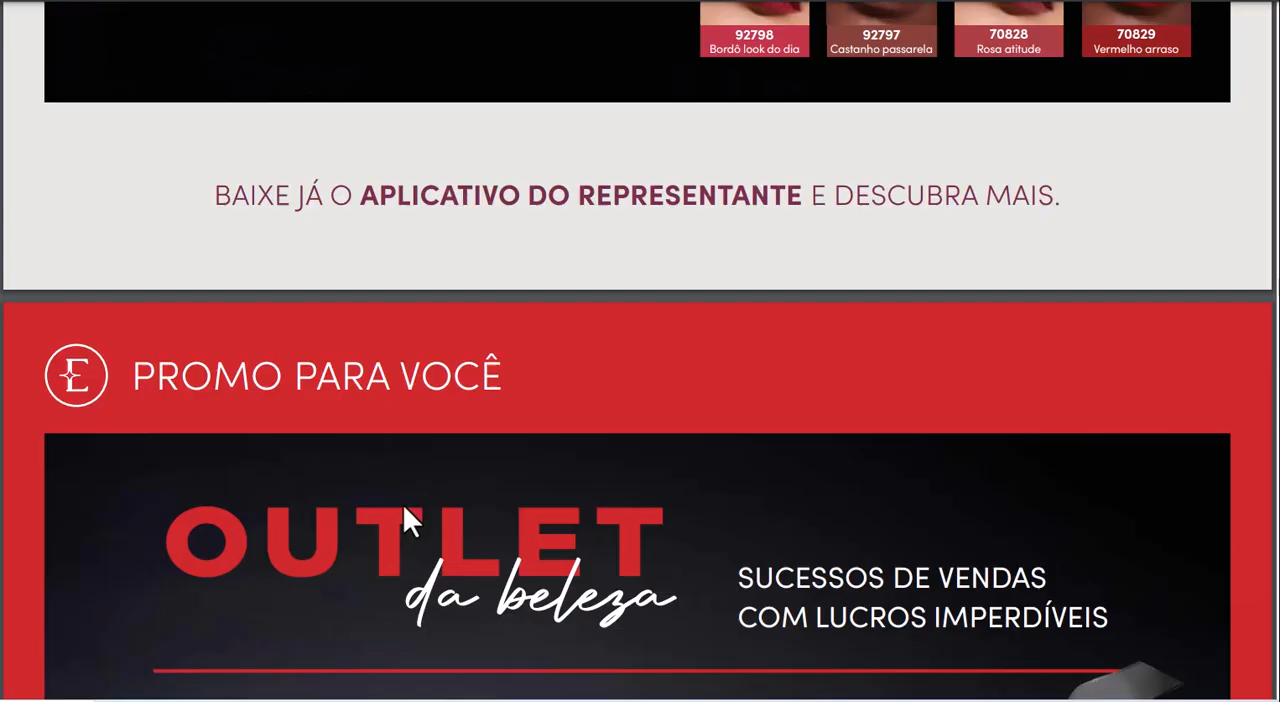 92798
Bordô look do dia
92797
Castanho passarela
70828
Rosa atitude
70829
Vermelho arraso
BAIXE JÁ O APLICATIVO DO REPRESENTANTE E DESCUBRA MAIS.
E
PROMO PARA VOCÊ
OUTLET
da beleza
SUCESSOS DE VENDAS
COM LUCROS IMPERDÍVEIS